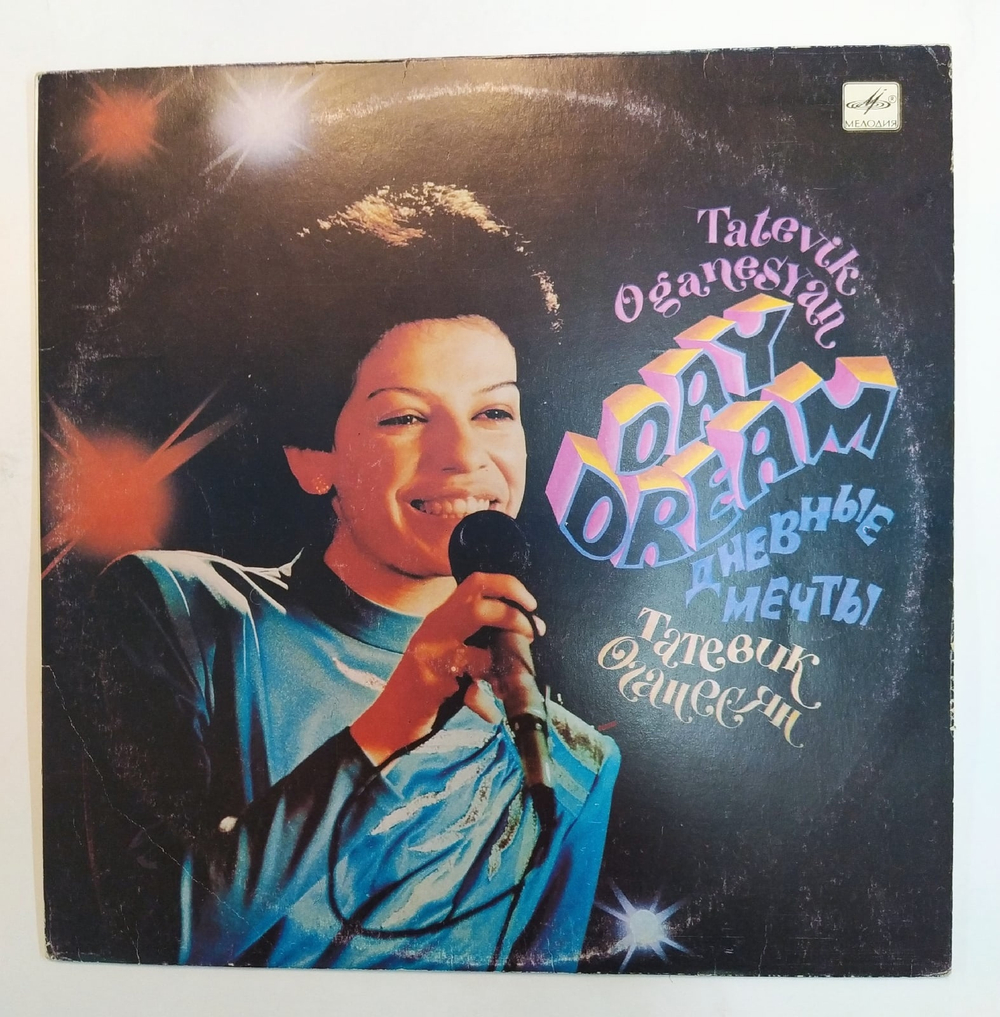 МЕЛОДИЯ
Tatevik
Oganesyan
DAY
DREAM
ДНЕВНЫЕ
МЕЧТЫ
Татевик
Оганесян